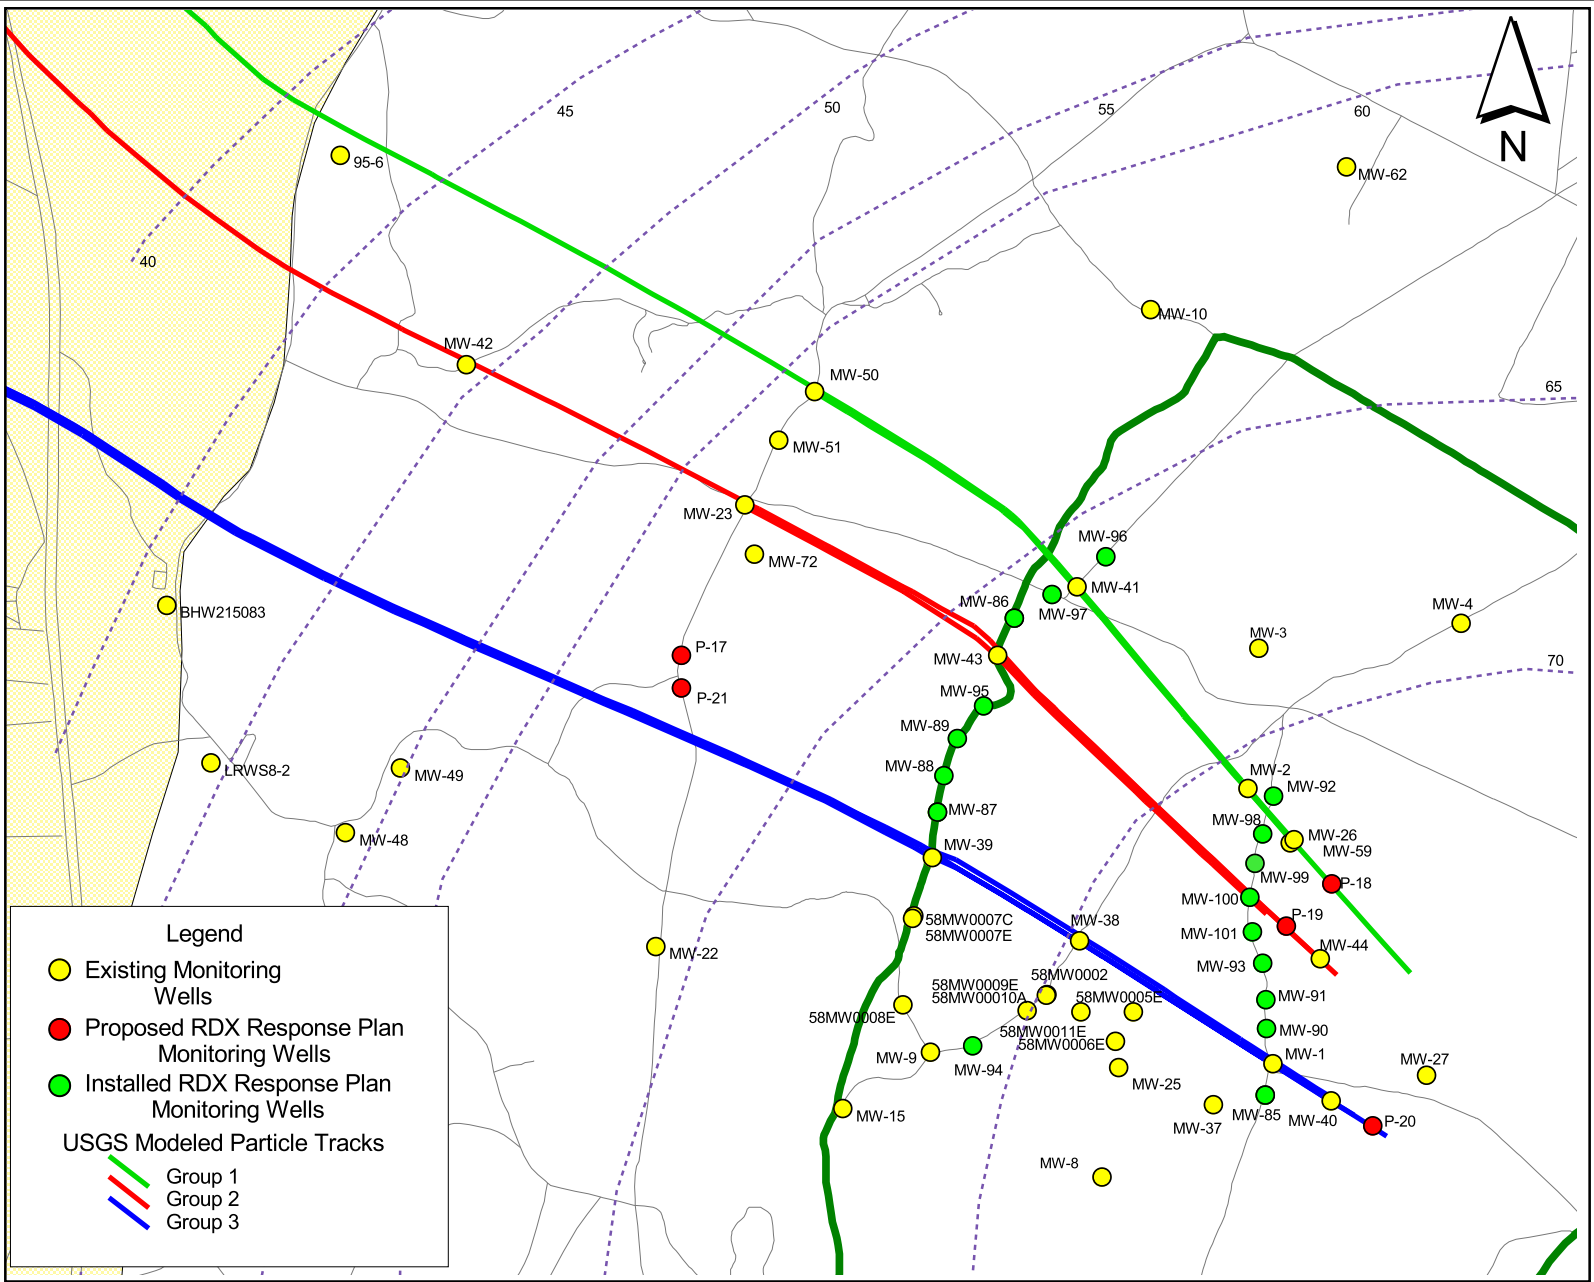 45
50
55
60
N
95-6
MW-62
40
MW-10
MW-42
MW-50
65
MW-51
MW-23
MW-96
MW-72
MW-41
MW-86
MW-97
MW-4
BHW215083
MW-3
P-17
MW-43
70
P-21
MW-95
MW-89
MW-88
LRWS8-2
MW-49
MW-2
MW-92
MW-87
MW-98
MW-48
MW-39
MW-26
MW-59
MW-99
P-18
MW-100
P-19
58MW0007C
MW-38
58MW0007E
MW-101
MW-22
MW-44
MW-93
58MW0002
58MW0009E
58MW00010A
58MW0005E
MW-91
58MW0008E
58MW0011E
MW-90
58MW0006E
MW-9
MW-94
MW-1
MW-27
MW-25
MW-15
MW-85
MW-40
P-20
MW-37
MW-8
Legend
Existing Monitoring
Wells
Proposed RDX Response Plan
Monitoring Wells
Installed RDX Response Plan
Monitoring Wells
USGS Modeled Particle Tracks
Group 1
Group 2
Group 3